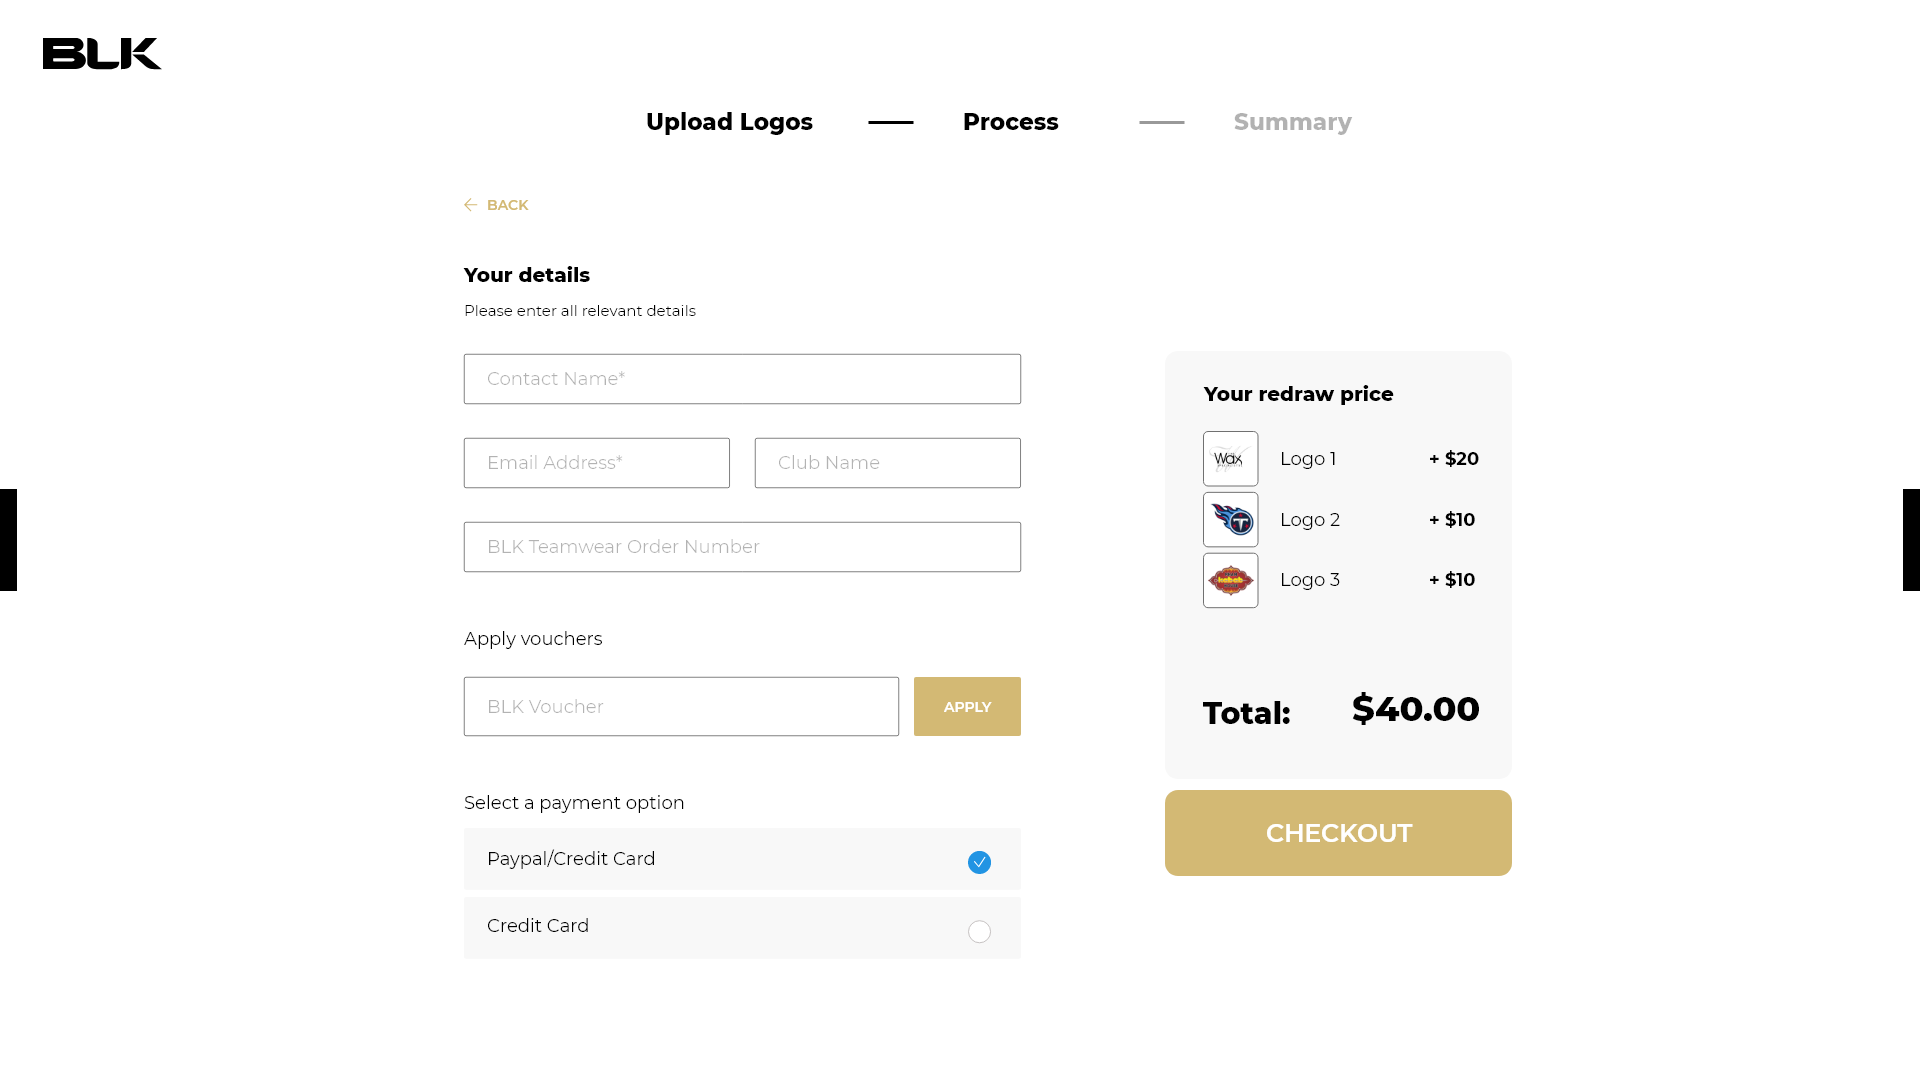 BLK
Upload Logos
Process
Summary
BACK
Your details
Please enter all relevant details
Contact Name*
Email Address*
Club Name
BLK Teamwear Order Number
Apply vouchers
BLK Voucher
APPLY
Select a payment option
Paypal/Credit Card
Credit Card
Your redraw price
Wax
Logo 1
+ $20
T
Logo 2
+ $10
kebab
Logo 3
+ $10
Total:
$40.00
CHECKOUT